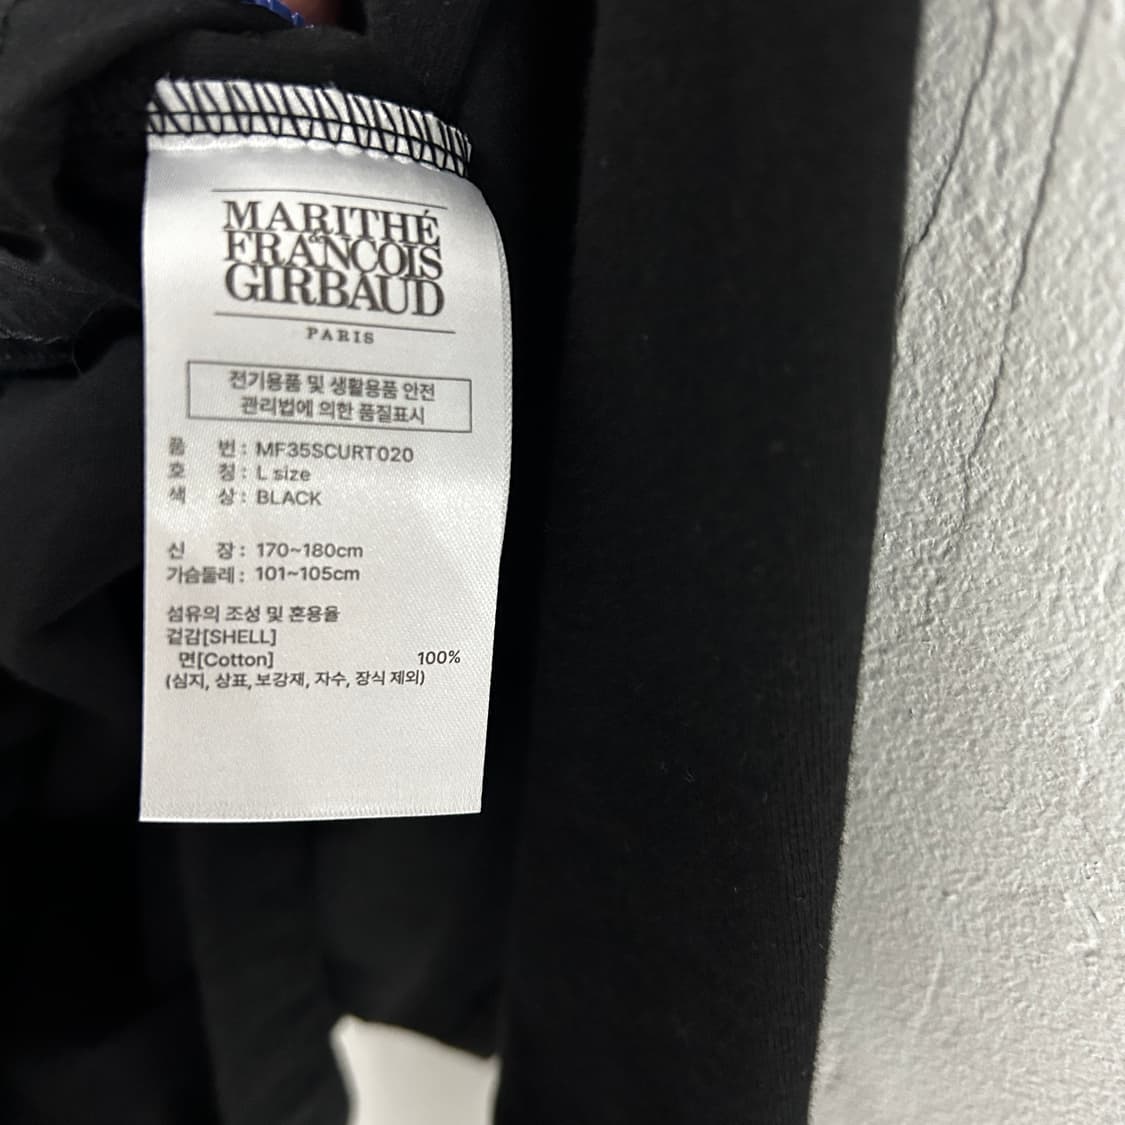 MARITHÉ
&
FRANCOIS
GIRBAUD
PARIS
전기용품 및 생활용품 안전
관리법에 의한 품질표시
품 번 : MF35SCURT020
호 칭 : L size
색 상 : BLACK
신 장 : 170~180cm
가슴둘레 : 101~105cm
섬유의 조성 및 혼용율
겉감[SHELL]
면[Cotton] 100%
(심지, 상표, 보강재, 자수, 장식 제외)